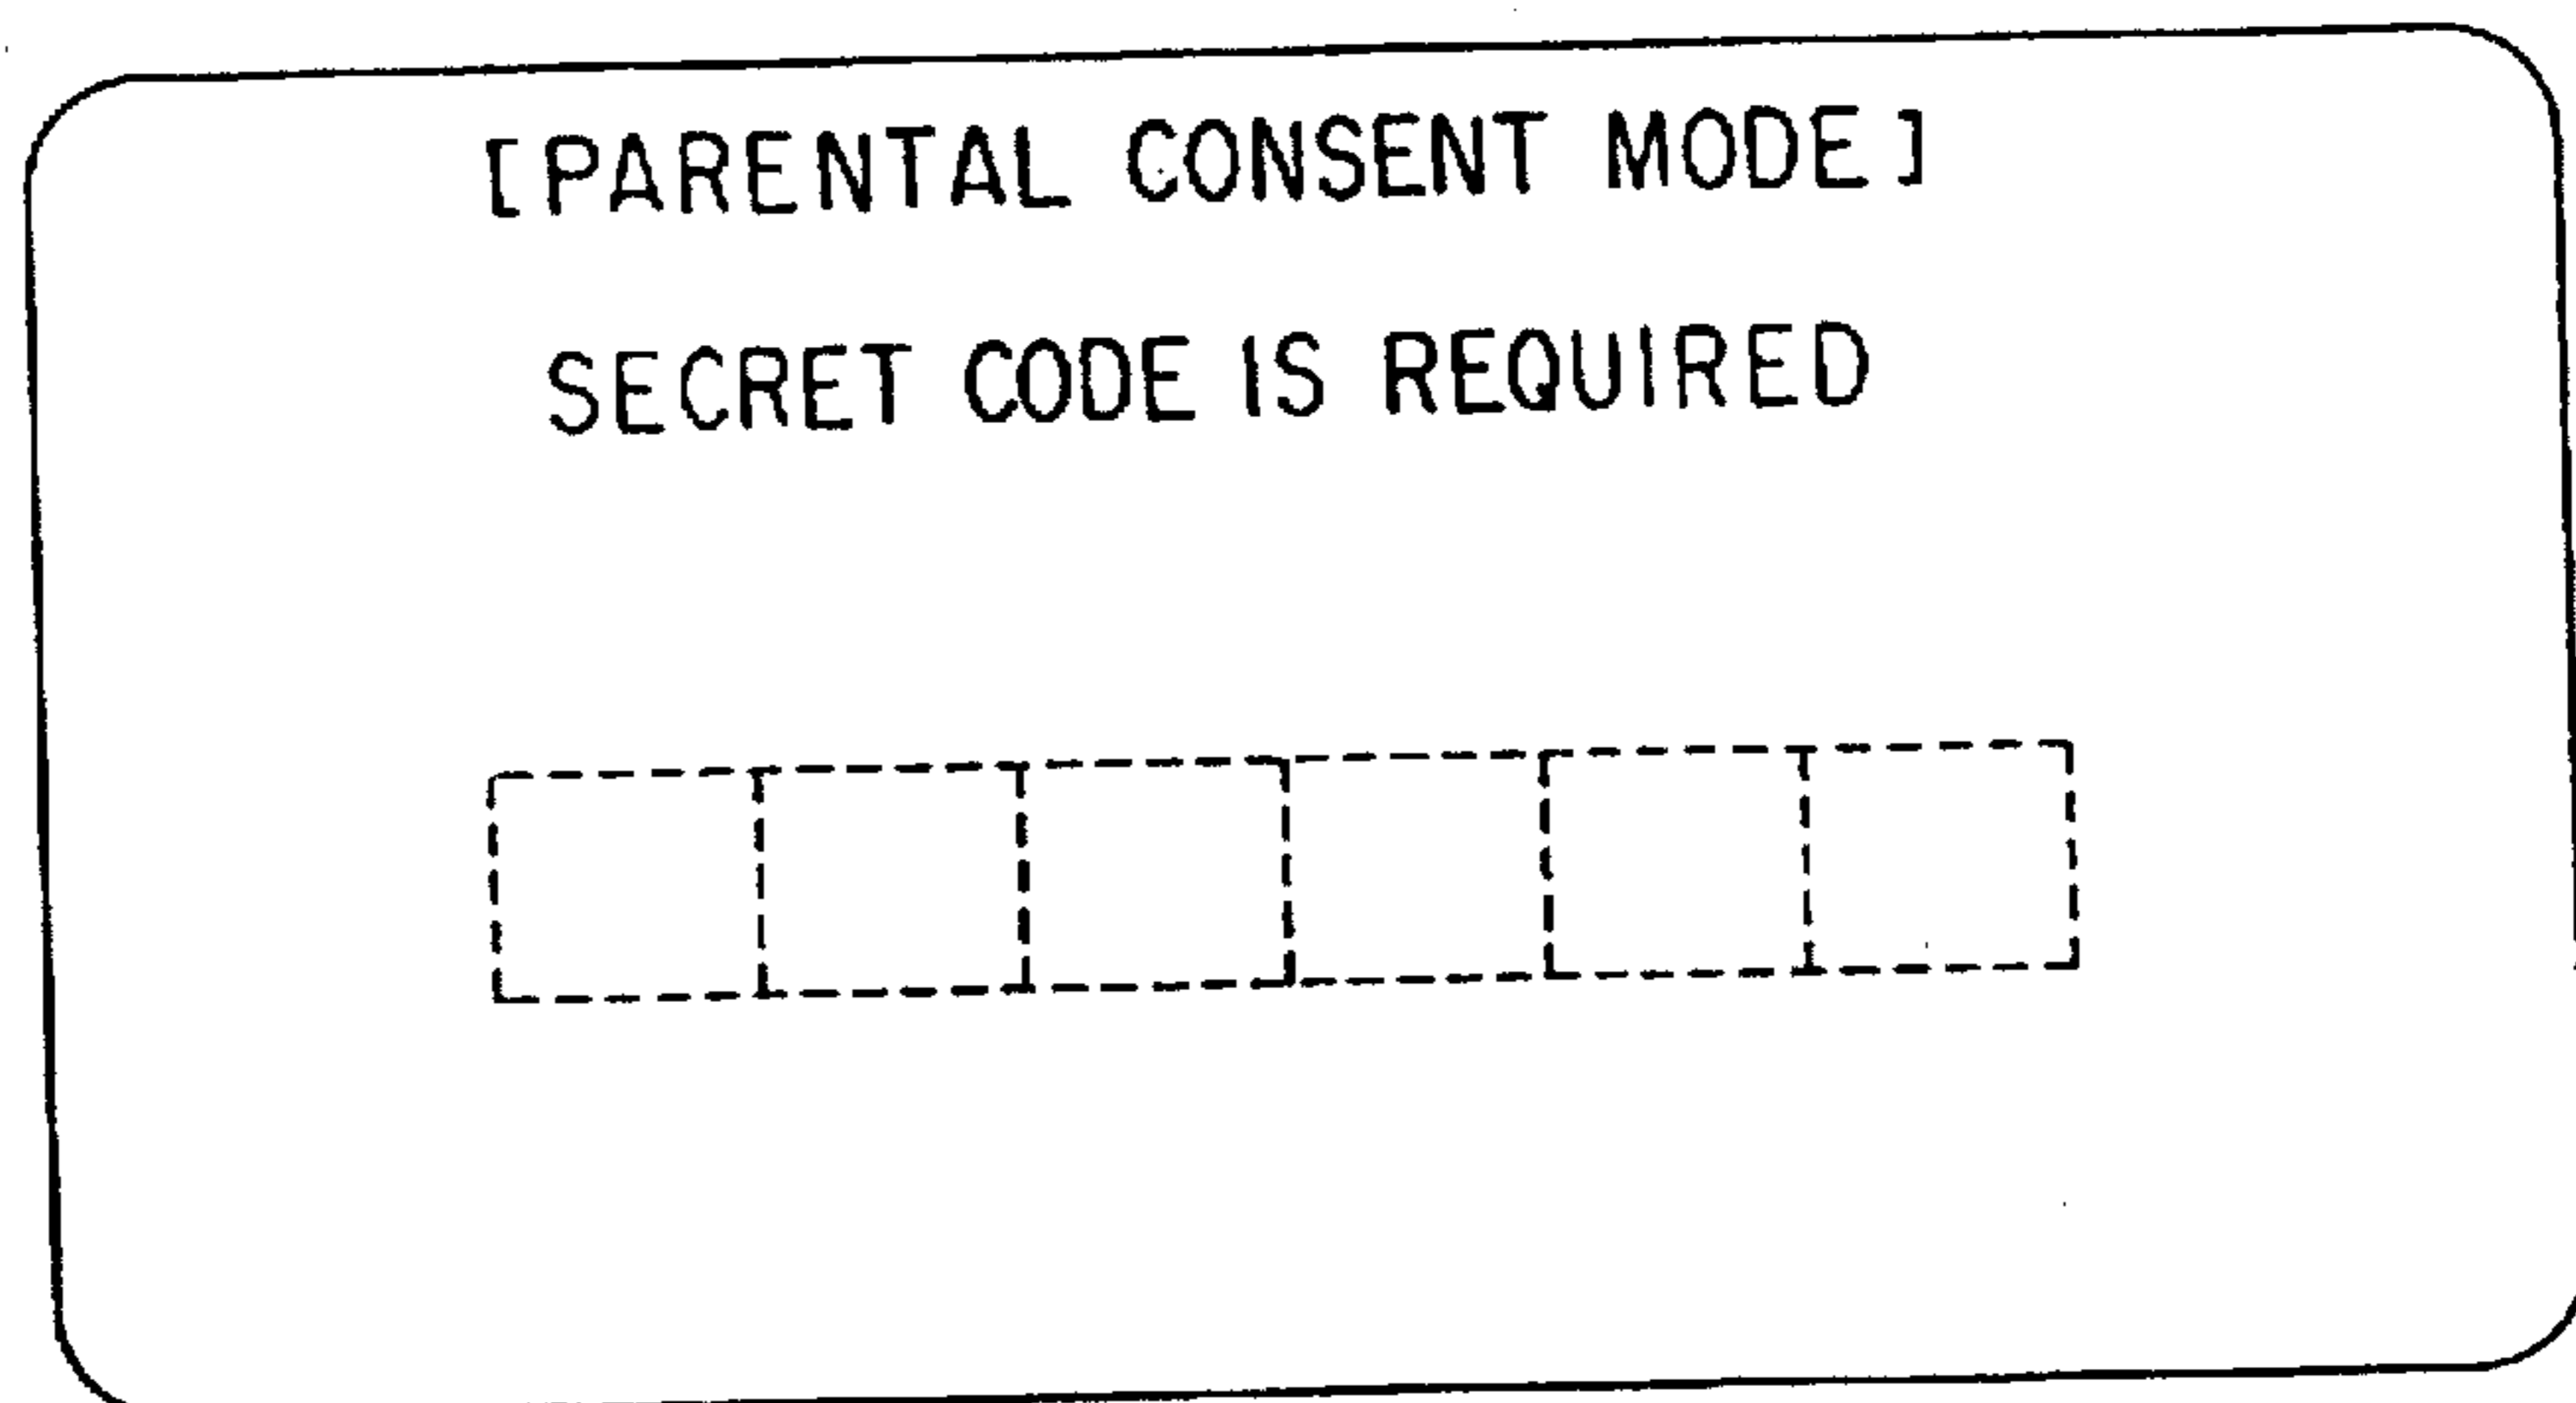 [PARENTAL CONSENT MODE]
SECRET CODE IS REQUIRED